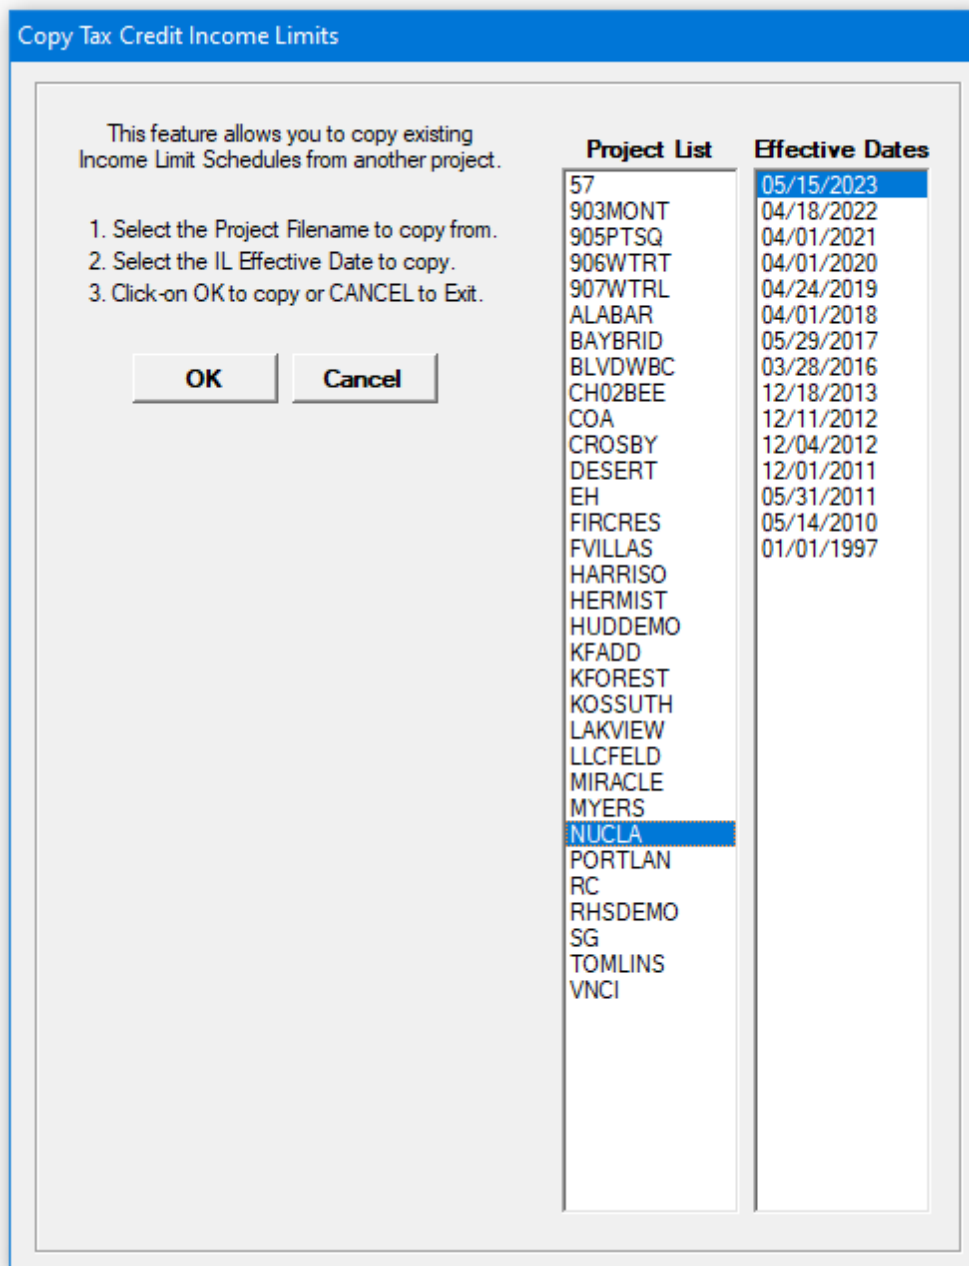 Copy Tax Credit Income Limits
This feature allows you to copy existing
Income Limit Schedules from another project.
1. Select the Project Filename to copy from.
2. Select the IL Effective Date to copy.
3. Click-on OK to copy or CANCEL to Exit.
OK
Cancel
Project List
57
903MONT
905PTSQ
906WTRT
907WTRL
ALABAR
BAYBRID
BLVDWBC
CH02BEE
COA
CROSBY
DESERT
EH
FIRCRES
FVILLAS
HARRISO
HERMIST
HUDDEMO
KFADD
KFOREST
KOSSUTH
LAKVIEW
LLCFELD
MIRACLE
MYERS
NUCLA
PORTLAN
RC
RHSDEMO
SG
TOMLINS
VNCI
Effective Dates
05/15/2023
04/18/2022
04/01/2021
04/01/2020
04/24/2019
04/01/2018
05/29/2017
03/28/2016
12/18/2013
12/11/2012
12/04/2012
12/01/2011
05/31/2011
05/14/2010
01/01/1997